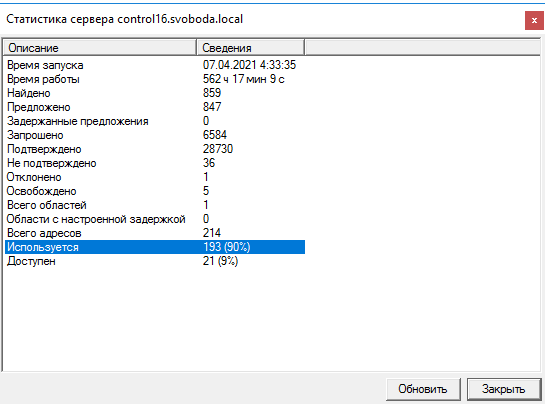 Статистика сервера control16.svoboda.local
Описание Сведения
Время запуска 07.04.2021 4:33:35
Время работы 562 ч 17 мин 9 с
Найдено 859
Предложено 847
Задержанные предложения 0
Запрошено 6584
Подтверждено 28730
Не подтверждено 36
Отклонено 1
Освобождено 5
Всего областей 1
Области с настроенной задержкой 0
Всего адресов 214
Используется 193 (90%)
Доступен 21 (9%)
Обновить Закрыть